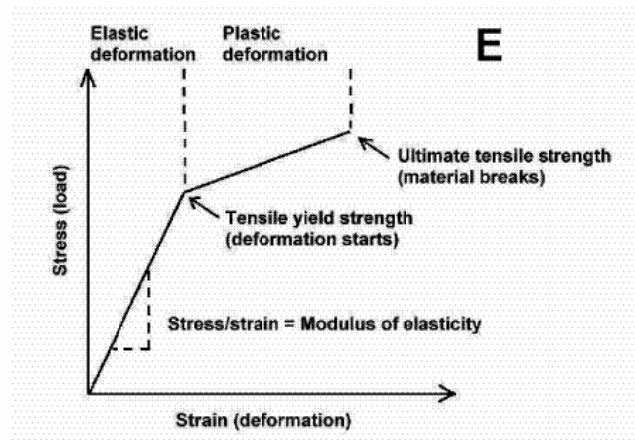 Elastic
deformation
Plastic
deformation
E
Ultimate tensile strength
(material breaks)
Tensile yield strength
(deformation starts)
Stress (load)
Stress/strain = Modulus of elasticity
Strain (deformation)